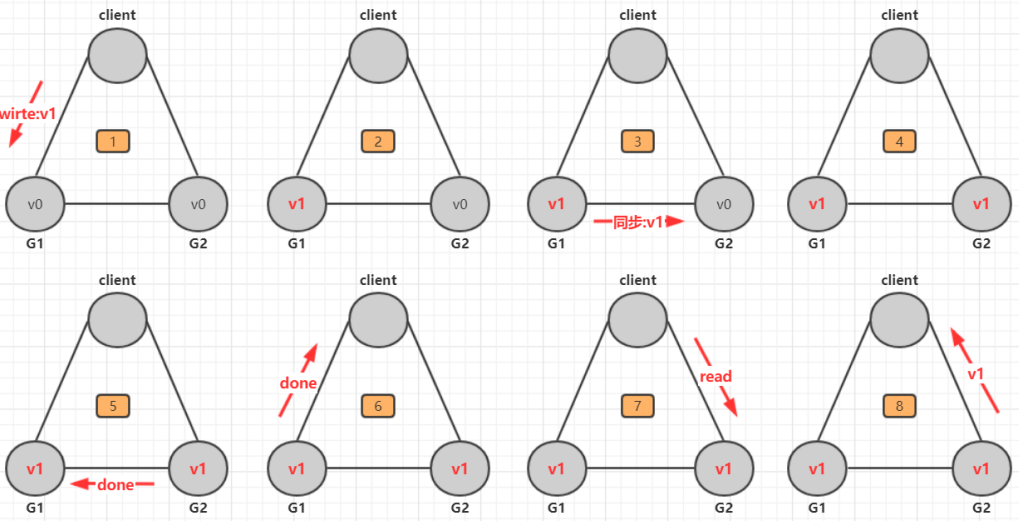 client
client
client
client
wirte:v1
1
2
3
4
v0
v0
v1
v0
v1
v0
v1
v1
同步:v1
G1
G2
G1
G2
G1
G2
G1
G2
client
client
client
client
done
read
v1
5
6
7
8
v1
v1
v1
v1
v1
v1
v1
v1
done
G1
G2
G1
G2
G1
G2
G1
G2